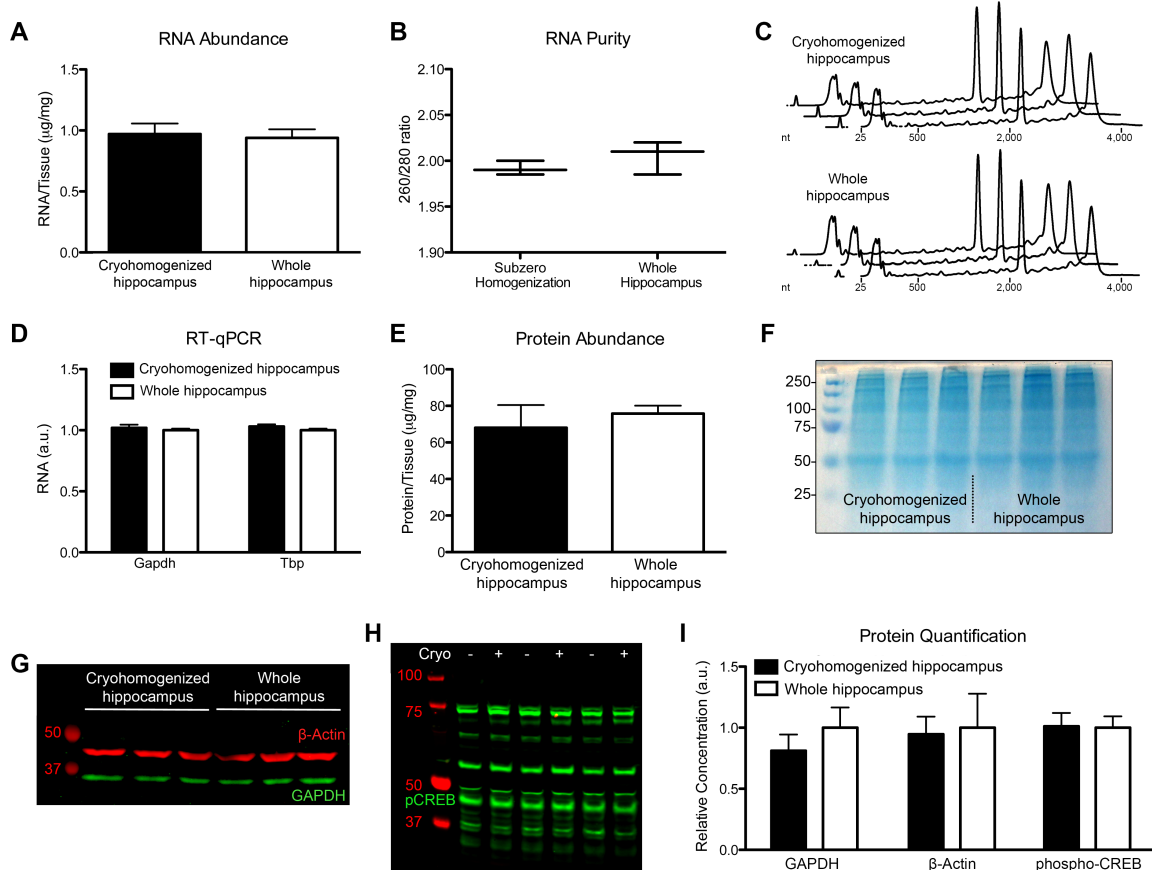 A
RNA Abundance
RNA/Tissue (µg/mg)
1.5
1.0
0.5
0.0
Cryohomogenized
hippocampus
Whole
hippocampus
B
RNA Purity
260/280 ratio
2.10
2.05
2.00
1.95
1.90
Subzero
Homogenization
Whole
Hippocampus
C
Cryohomogenized
hippocampus
nt 25 500 2,000 4,000
Whole
hippocampus
nt 25 500 2,000 4,000
D
RT-qPCR
Cryohomogenized hippocampus
Whole hippocampus
RNA (a.u.)
1.5
1.0
0.5
0.0
Gapdh Tbp
E
Protein Abundance
Protein/Tissue (µg/mg)
100
80
60
40
20
0
Cryohomogenized
hippocampus
Whole
hippocampus
F
250
100
75
50
25
Cryohomogenized
hippocampus
Whole
hippocampus
G
Cryohomogenized
hippocampus
Whole
hippocampus
50
37
β-Actin
GAPDH
H
Cryo - + - + - +
100
75
50
pCREB
37
I
Protein Quantification
Cryohomogenized hippocampus
Whole hippocampus
Relative Concentration (a.u.)
1.5
1.0
0.5
0.0
GAPDH β-Actin phospho-CREB